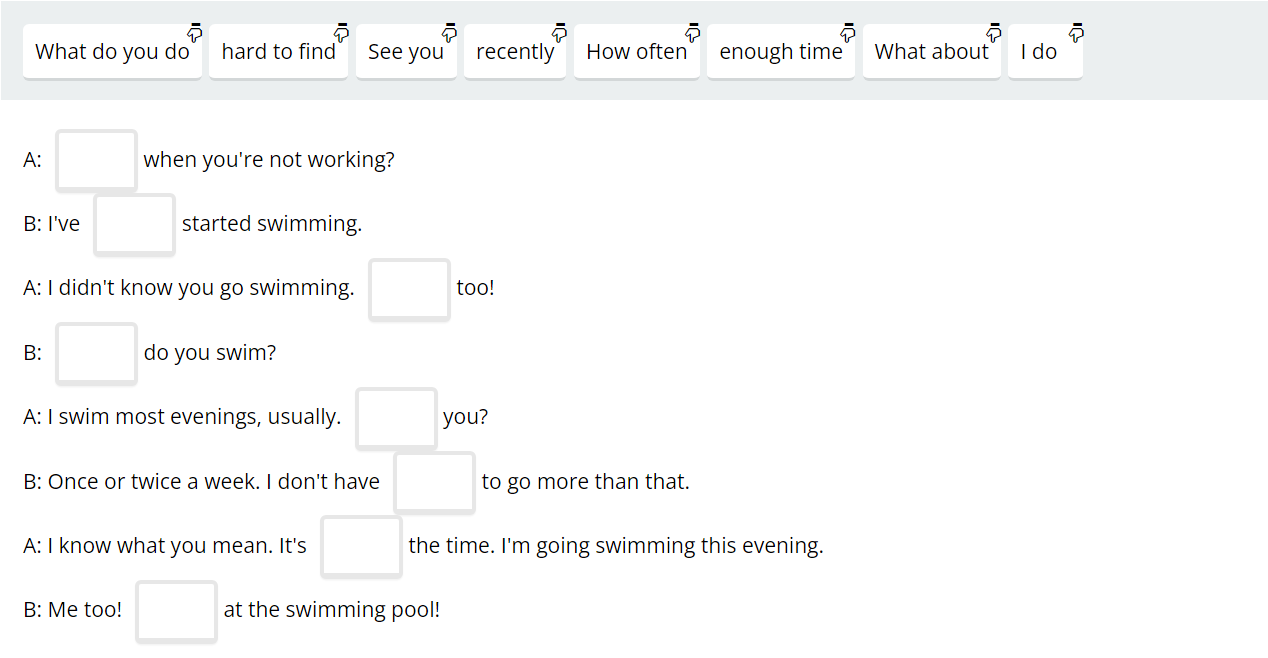 What do you do hard to find See you recently How often enough time What about I do
A: when you're not working?
B: I've started swimming.
A: I didn't know you go swimming. too!
B: do you swim?
A: I swim most evenings, usually. you?
B: Once or twice a week. I don't have to go more than that.
A: I know what you mean. It's the time. I'm going swimming this evening.
B: Me too! at the swimming pool!